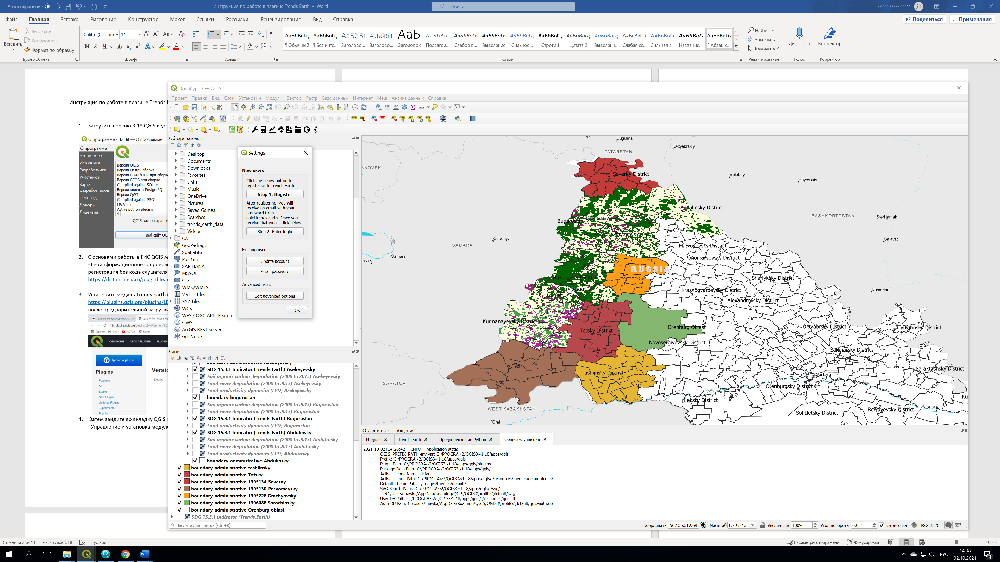 Автосохранение
Инструкция по работе в плагине Trends Earth - Word
Поиск
????? ??????????
Файл Главная Вставка Рисование Конструктор Макет Ссылки Рассылки Рецензирование Вид Справка
Поделиться Примечания
Вставить
Вырезать
Копировать
Формат по образцу
Буфер обмена
Calibri (Основн 11
Шрифт
Абзац
АаБбВвГг, АаБбВвГг, АаБбВв АаБбВвГ АаЬ АаБбВвГ АаБбВвГг, АаБбВвГг, АаБбВвГг, АаБбВвГг, АаБбВвГг, АаБбВвГг, АаБбВвГг, АаБбВвГг АаБбВвГ. АаБбВвГг,
¶ Обычный ¶ Без инте... Заголово... Заголово... Заголовок Подзагол... Слабое в... Выделение Сильное... Строгий Цитата 2 Выделенн... Слабая сс... Сильная с... Название... ¶ Абзац с...
Стили
Найти
Заменить
Выделить
Редактирование
Диктофон
Голос
Корректор
Корректор
Инструкция по работе в плагине Trends E
1. Загрузить версию 3.18 QGIS и уст
О программе - 32 Bit — О программе
О программе
Что нового
Источники
Разработчики
Участники
Карта
разработчиков
Перевод
Доноры
Лицензия
Версия QGIS
Версия Qt при сборке
Версия GDAL/OGR при сборке
Версия GEOS при сборке
Compiled against SQLite
Версия клиента PostgreSQL
Версия QWT
Compiled against PROJ
OS Version
Active python plugins
QGIS распространяе
Веб-сайт QG
2. С основами работы в ГИС QGIS м
«Геоинформационное сопровож
регистрация без кода слушателя
https://distant.msu.ru/pluginfile.p
3. Установить модуль Trends Earth (
https://plugins.qgis.org/plugins/LD
после предварительной загрузки
Административно-территориа
QGIS Python Plugins Re
plugins.qgis.org/plugins/LDMP/version/1.0.
Сервисы Gmail YouTube Карты
QGIS HOME ABOUT PLUGINS PLUGINS
Upload a plugin
Plugins
Featured
All
Stable
New Plugins
Updated Plugins
Experimental
Popular
Versio
Details
4. Затем зайдите во вкладку QGIS «
«Управление и установка модуле
Оренбург 3 — QGIS
Проект Правка Вид Слой Установки Модули Вектор Растр База данных Интернет Меш Анализ данных Справка
Обозреватель
Desktop
Documents
Downloads
Favorites
Links
Music
OneDrive
Pictures
Saved Games
Searches
trends_earth_data
Videos
C:\
GeoPackage
SpatiaLite
PostGIS
SAP HANA
MSSQL
Oracle
WMS/WMTS
Vector Tiles
XYZ Tiles
WCS
WFS / OGC API - Features
OWS
ArcGIS REST Servers
GeoNode
Settings
New users
Click the below button to
register with Trends.Earth.
Step 1: Register
After registering, you will
receive an email with your
password from
api@trends.earth. Once you
receive that email, click below
Step 2: Enter login
Existing users
Update account
Reset password
Advanced users
Edit advanced options
OK
Слои
boundary_administrative_Asekeyevsky
SDG 15.3.1 Indicator (Trends.Earth) Asekeyevsky
Soil organic carbon degradation (2000 to 2015) Asekeyevsky
Land cover degradation (2000 to 2015) Asekeyevsky
Land productivity dynamics (LPD) Asekeyevsky
boundary_buguruslan
Soil organic carbon degradation (2000 to 2015) Buguruslan
Land cover degradation (2000 to 2015) Buguruslan
SDG 15.3.1 Indicator (Trends.Earth) Buguruslan
Land productivity dynamics (LPD) Buguruslan
SDG 15.3.1 Indicator (Trends.Earth) Abdulinsky
Soil organic carbon degradation (2000 to 2015) Abdulinsky
Land cover degradation (2000 to 2015) Abdulinsky
Land productivity dynamics (LPD) Abdulinsky
boundary_administrative_Abdulinsky
boundary_administrative_tashlinsky
boundary_administrative_Totsky
boundary_administrative_1395134_Severny
boundary_administrative_1395130_Pervomaysky
boundary_administrative_1395228 Grachyovsky
boundary_administrative_1396088 Sorochinsky
boundary_administrative_Orenburg oblast
SDG 15.3.1 Indicator (Trends.Earth)
Введите для поиска (Ctrl+K)
Bugulma
Oktyabrskiy
TATARSTAN
ANOVSK
Severny District
Belebey
Rayevskiy
Abdulinsky District
BASHKORTOSTAN
Sterlitamak
Buguruslan
Buguruslan
Asekeyevsky District
Otradnyy
Salavat
Volga
SAMARA
Matveyevsky District
Samara
Ponomaryovsky District
hevsk
RUSSIA
Buzuluksky District
Sharlyksky District
Buzuluk
Krasnogvardeysky District
Kumertau
Alexandrovsky District
Kurmanayevsky District
Orenburg Oblast
Oktyabrsky District
Tyulgansky District
Totsky District
Novosergiyevsky District
Sakmarsky District
Saraktashsky District
Tashlinsky District
Orenburg
SARATOV
Orenburgsky District
Ural
Ural
Ural
Ileksky District
Ku
WEST KAZAKHSTAN
Sol-Iletsky District
Belyayevsky District
Oral
Отладочные сообщения
Модули trends.earth Предупреждение Python Общие улучшения
2021-10-02T14:26:42 INFO Application state:
QGIS_PREFIX_PATH env var: C:/PROGRA~2/QGIS3~1.18/apps/qgis
Prefix: C:/PROGRA~2/QGIS3~1.18/apps/qgis
Plugin Path: C:/PROGRA~2/QGIS3~1.18/apps/qgis/plugins
Package Data Path: C:/PROGRA~2/QGIS3~1.18/apps/qgis/.
Active Theme Name: default
Active Theme Path: C:/PROGRA~2/QGIS3~1.18/apps/qgis/./resources/themes\default\icons/
Default Theme Path: :/images/themes/default/
SVG Search Paths: C:/PROGRA~2/QGIS3~1.18/apps/qgis/./svg/
C:/Users/mawka/AppData/Roaming/QGIS/QGIS3\profiles\default/svg/
User DB Path: C:/PROGRA~2/QGIS3~1.18/apps/qgis/./resources/qgis.db
Auth DB Path: C:/Users/mawka/AppData/Roaming/QGIS/QGIS3\profiles\default/qgis-auth.db
Координаты 56.155,51.969 Масштаб 1:793813 Увеличение 100% Угол поворота 0,0 ° Отрисовка EPSG:4326
Страница 2 из 11 Число слов: 518 русский
Параметры отображения Фокусировка 100 %
РУС
14:38
02.10.2021
4